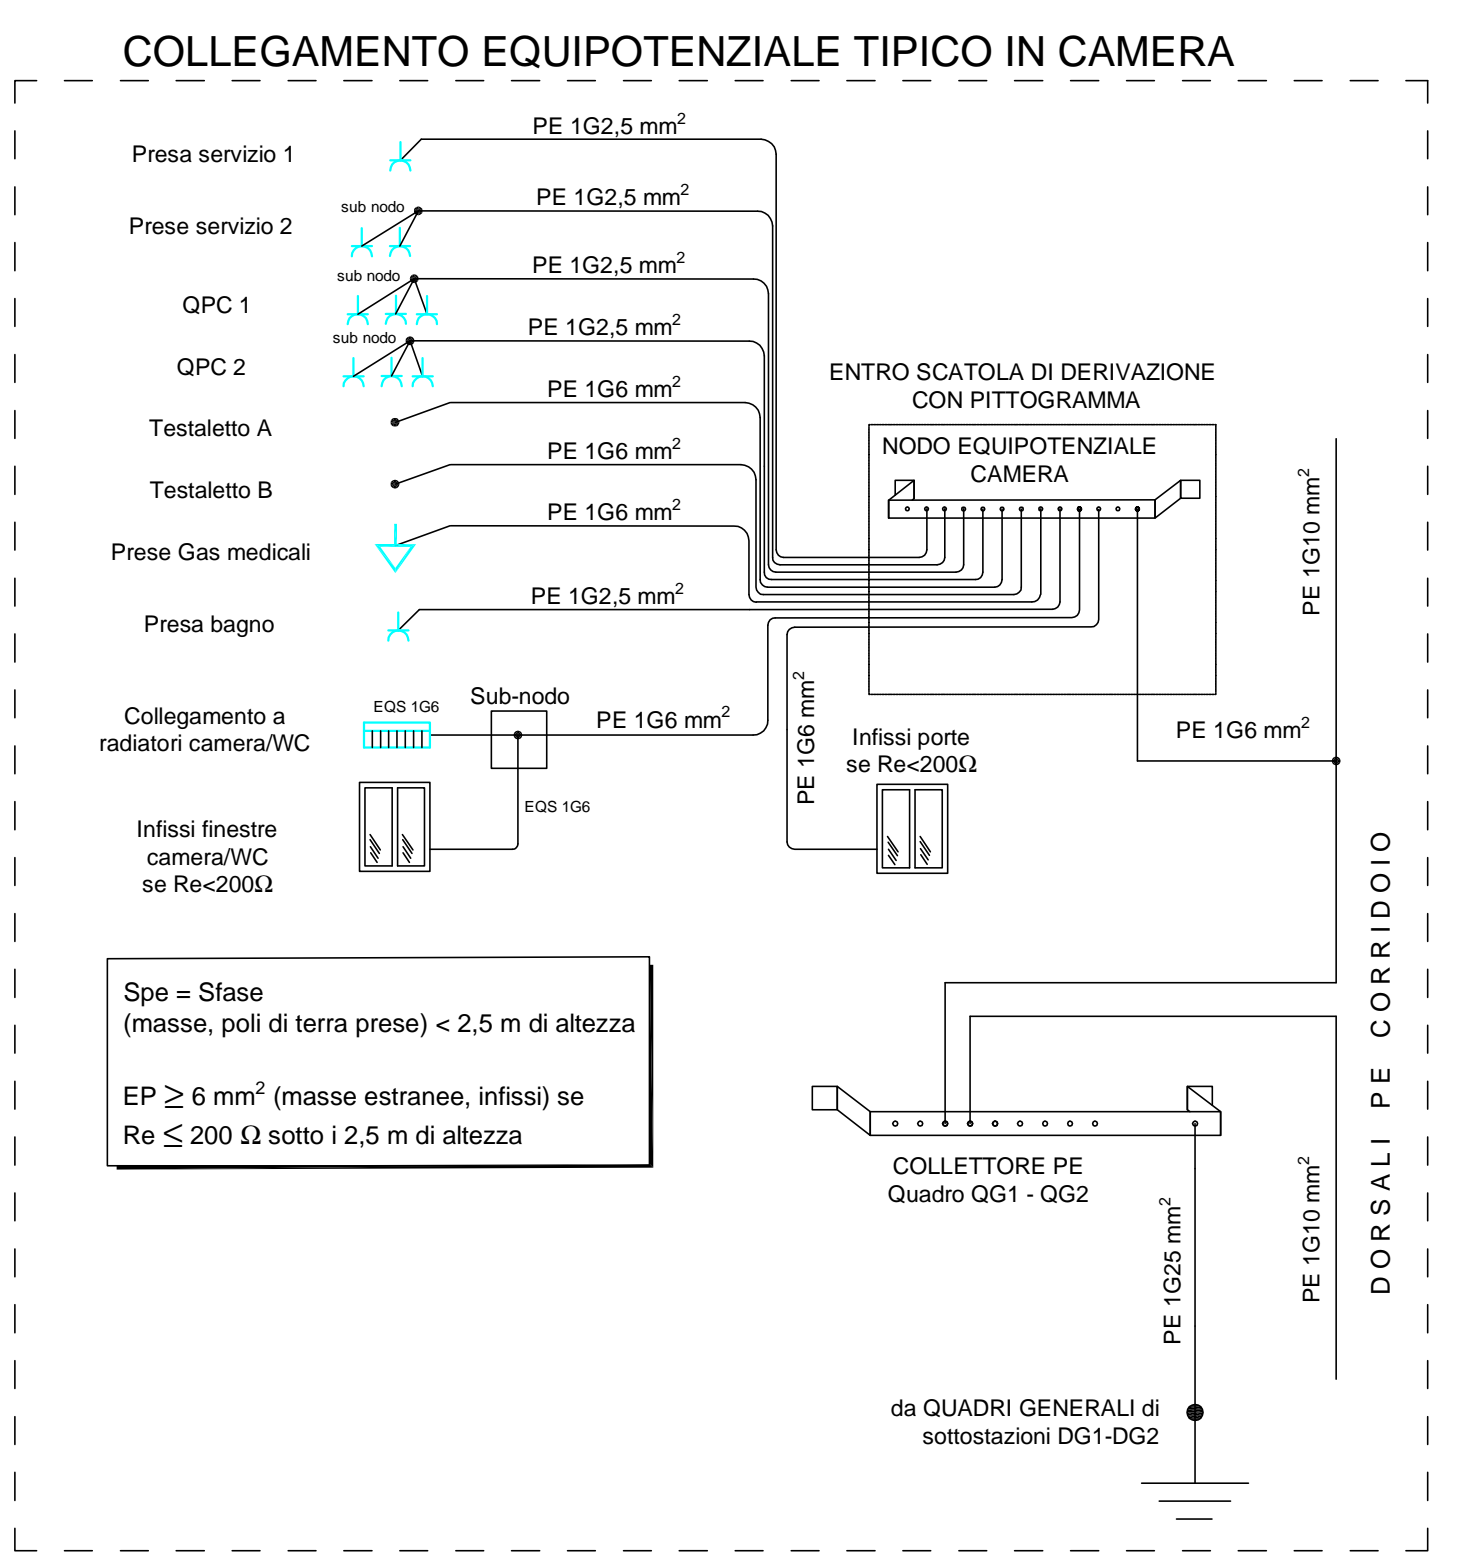 COLLEGAMENTO EQUIPOTENZIALE TIPICO IN CAMERA
PE 1G2,5 mm²
Presa servizio 1
PE 1G2,5 mm²
sub nodo
Prese servizio 2
PE 1G2,5 mm²
sub nodo
QPC 1
PE 1G2,5 mm²
sub nodo
QPC 2
PE 1G6 mm²
Testaletto A
PE 1G6 mm²
Testaletto B
PE 1G6 mm²
Prese Gas medicali
PE 1G2,5 mm²
Presa bagno
ENTRO SCATOLA DI DERIVAZIONE
CON PITTOGRAMMA
NODO EQUIPOTENZIALE
CAMERA
PE 1G10 mm²
Collegamento a
radiatori camera/WC
EQS 1G6
Sub-nodo
PE 1G6 mm²
PE 1G6 mm²
Infissi porte
se Re<200Ω
PE 1G6 mm²
EQS 1G6
Infissi finestre
camera/WC
se Re<200Ω
Spe = Sfase
(masse, poli di terra prese) < 2,5 m di altezza
EP ≥ 6 mm² (masse estranee, infissi) se
Re ≤ 200 Ω sotto i 2,5 m di altezza
DORSALI PE CORRIDOIO
COLLETTORE PE
Quadro QG1 - QG2
PE 1G25 mm²
PE 1G10 mm²
da QUADRI GENERALI di
sottostazioni DG1-DG2